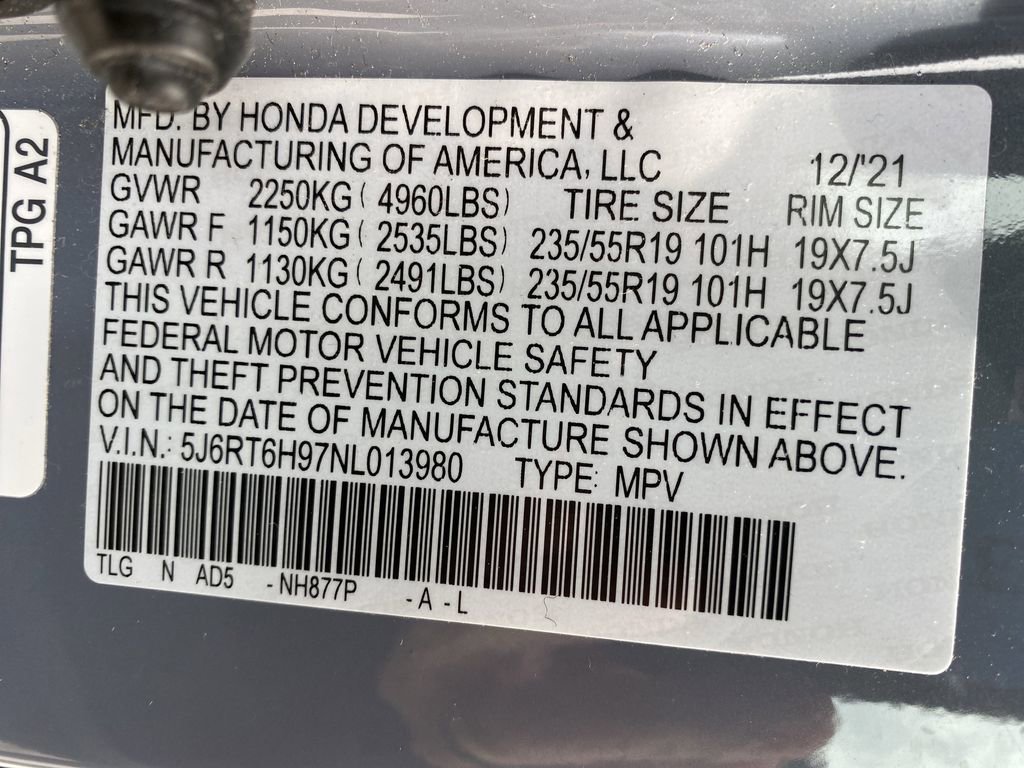 TPG A2
MFD. BY HONDA DEVELOPMENT &
MANUFACTURING OF AMERICA, LLC 12/'21
GVWR 2250KG ( 4960LBS) TIRE SIZE RIM SIZE
GAWR F 1150KG ( 2535LBS) 235/55R19 101H 19X7.5J
GAWR R 1130KG ( 2491LBS) 235/55R19 101H 19X7.5J
THIS VEHICLE CONFORMS TO ALL APPLICABLE
FEDERAL MOTOR VEHICLE SAFETY
AND THEFT PREVENTION STANDARDS IN EFFECT
ON THE DATE OF MANUFACTURE SHOWN ABOVE.
V.I.N.: 5J6RT6H97NL013980 TYPE: MPV
TLG N AD5 -NH877P -A -L